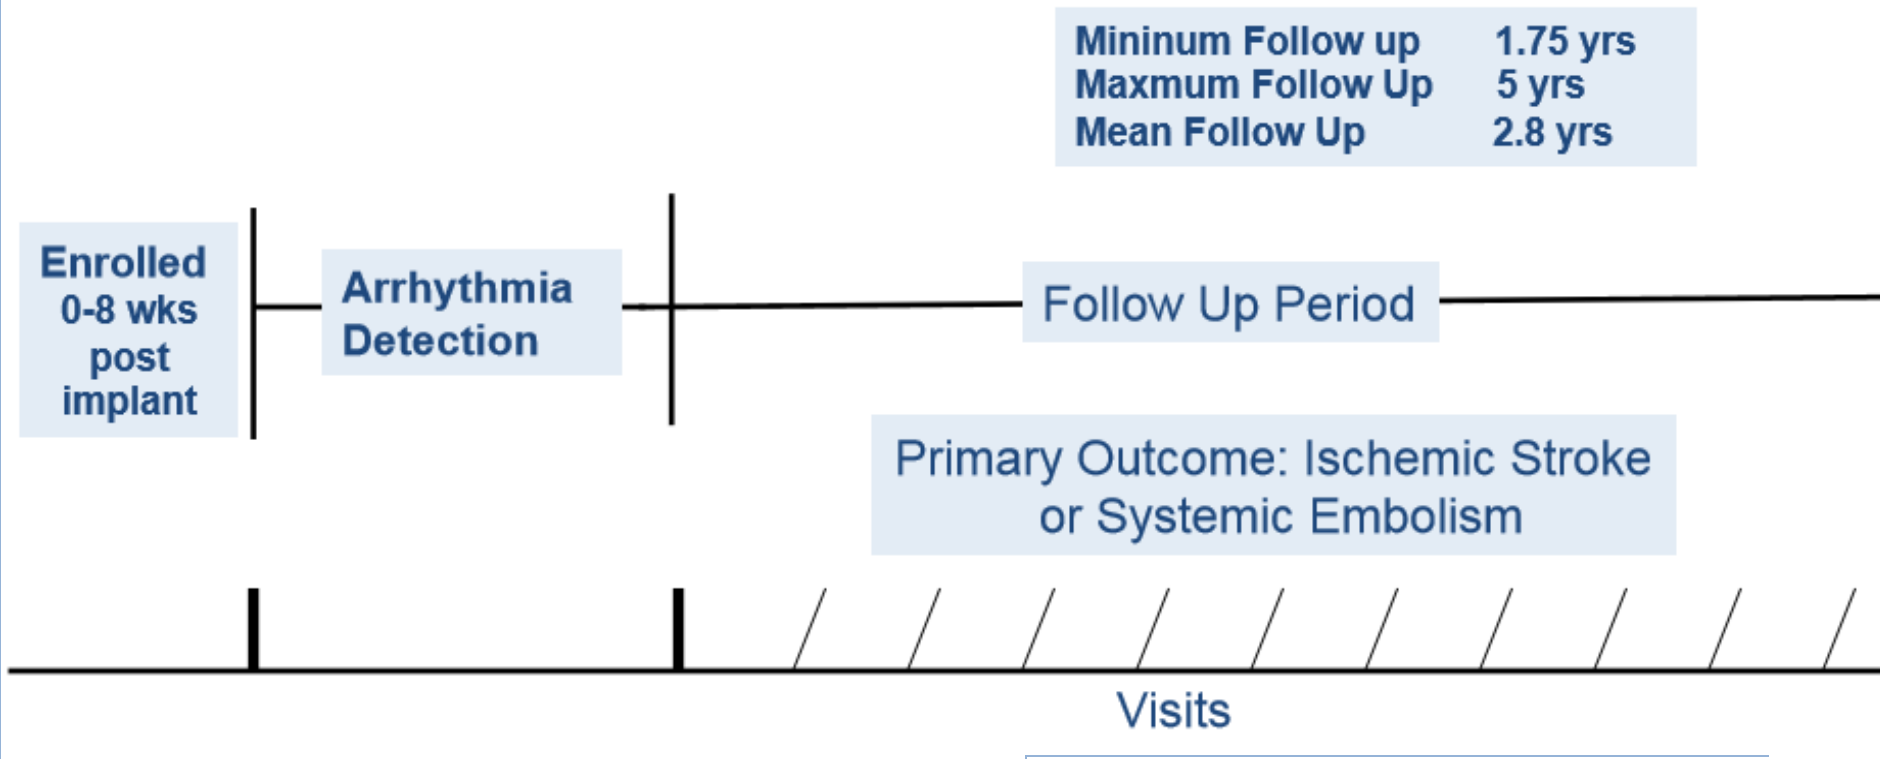 Mininum Follow up 1.75 yrs
Maxmum Follow Up 5 yrs
Mean Follow Up 2.8 yrs
Enrolled
0-8 wks
post
implant
Arrhythmia
Detection
Follow Up Period
Primary Outcome: Ischemic Stroke
or Systemic Embolism
Visits